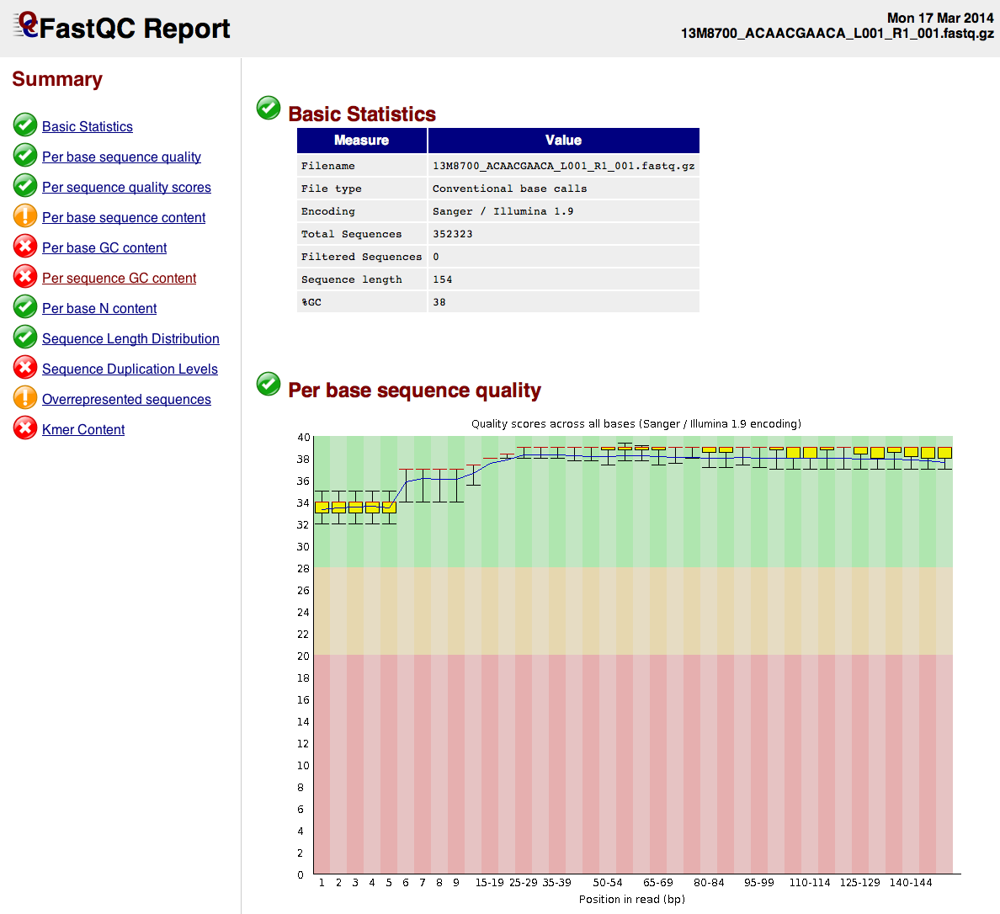 FastQC Report
Mon 17 Mar 2014
13M8700_ACAACGAACA_L001_R1_001.fastq.gz
Summary
Basic Statistics
Per base sequence quality
Per sequence quality scores
Per base sequence content
Per base GC content
Per sequence GC content
Per base N content
Sequence Length Distribution
Sequence Duplication Levels
Overrepresented sequences
Kmer Content
Basic Statistics
Measure Value
Filename 13M8700_ACAACGAACA_L001_R1_001.fastq.gz
File type Conventional base calls
Encoding Sanger / Illumina 1.9
Total Sequences 352323
Filtered Sequences 0
Sequence length 154
%GC 38
Per base sequence quality
Quality scores across all bases (Sanger / Illumina 1.9 encoding)
40
38
36
34
32
30
28
26
24
22
20
18
16
14
12
10
8
6
4
2
0
1 2 3 4 5 6 7 8 9 15-19 25-29 35-39 50-54 65-69 80-84 95-99 110-114 125-129 140-144
Position in read (bp)